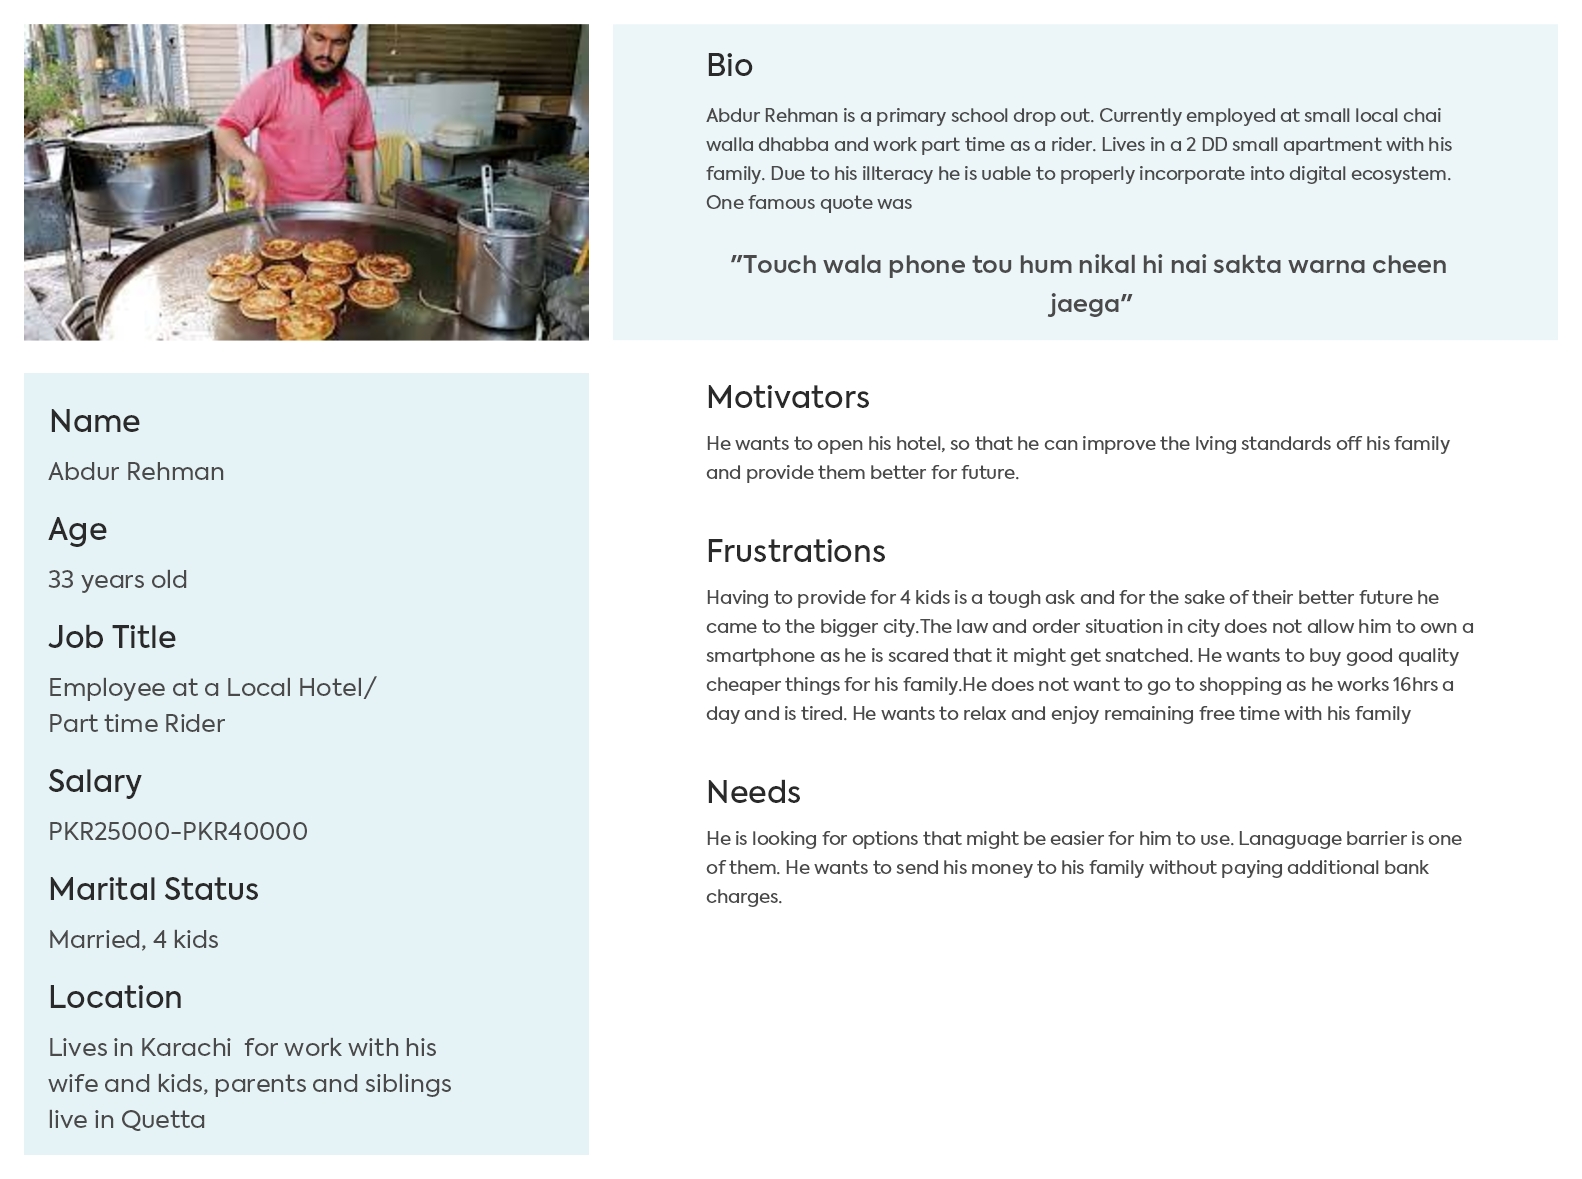 Bio
Abdur Rehman is a primary school drop out. Currently employed at small local chai
walla dhabba and work part time as a rider. Lives in a 2 DD small apartment with his
family. Due to his illteracy he is uable to properly incorporate into digital ecosystem.
One famous quote was
"Touch wala phone tou hum nikal hi nai sakta warna cheen
jaega"
Name
Abdur Rehman
Age
33 years old
Job Title
Employee at a Local Hotel/
Part time Rider
Salary
PKR25000-PKR40000
Marital Status
Married, 4 kids
Location
Lives in Karachi  for work with his
wife and kids, parents and siblings
live in Quetta
Motivators
He wants to open his hotel, so that he can improve the lving standards off his family
and provide them better for future.
Frustrations
Having to provide for 4 kids is a tough ask and for the sake of their better future he
came to the bigger city.The law and order situation in city does not allow him to own a
smartphone as he is scared that it might get snatched. He wants to buy good quality
cheaper things for his family.He does not want to go to shopping as he works 16hrs a
day and is tired. He wants to relax and enjoy remaining free time with his family
Needs
He is looking for options that might be easier for him to use. Lanaguage barrier is one
of them. He wants to send his money to his family without paying additional bank
charges.